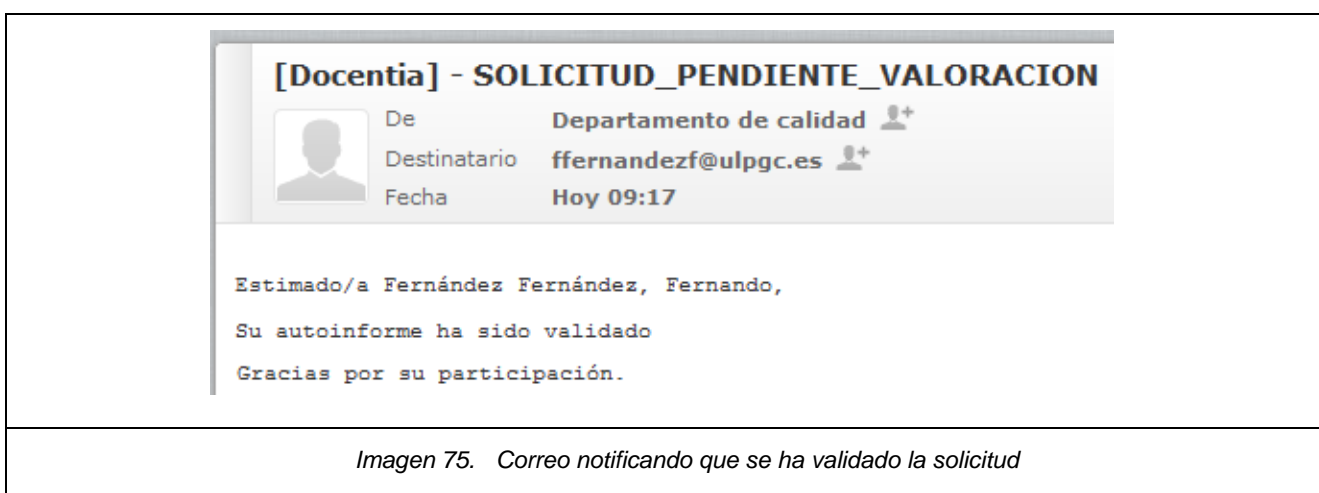 [Docentia] - SOLICITUD_PENDIENTE_VALORACION
De Departamento de calidad
Destinatario ffernandezf@ulpgc.es
Fecha Hoy 09:17
Estimado/a Fernández Fernández, Fernando,
Su autoinforme ha sido validado
Gracias por su participación.
Imagen 75. Correo notificando que se ha validado la solicitud